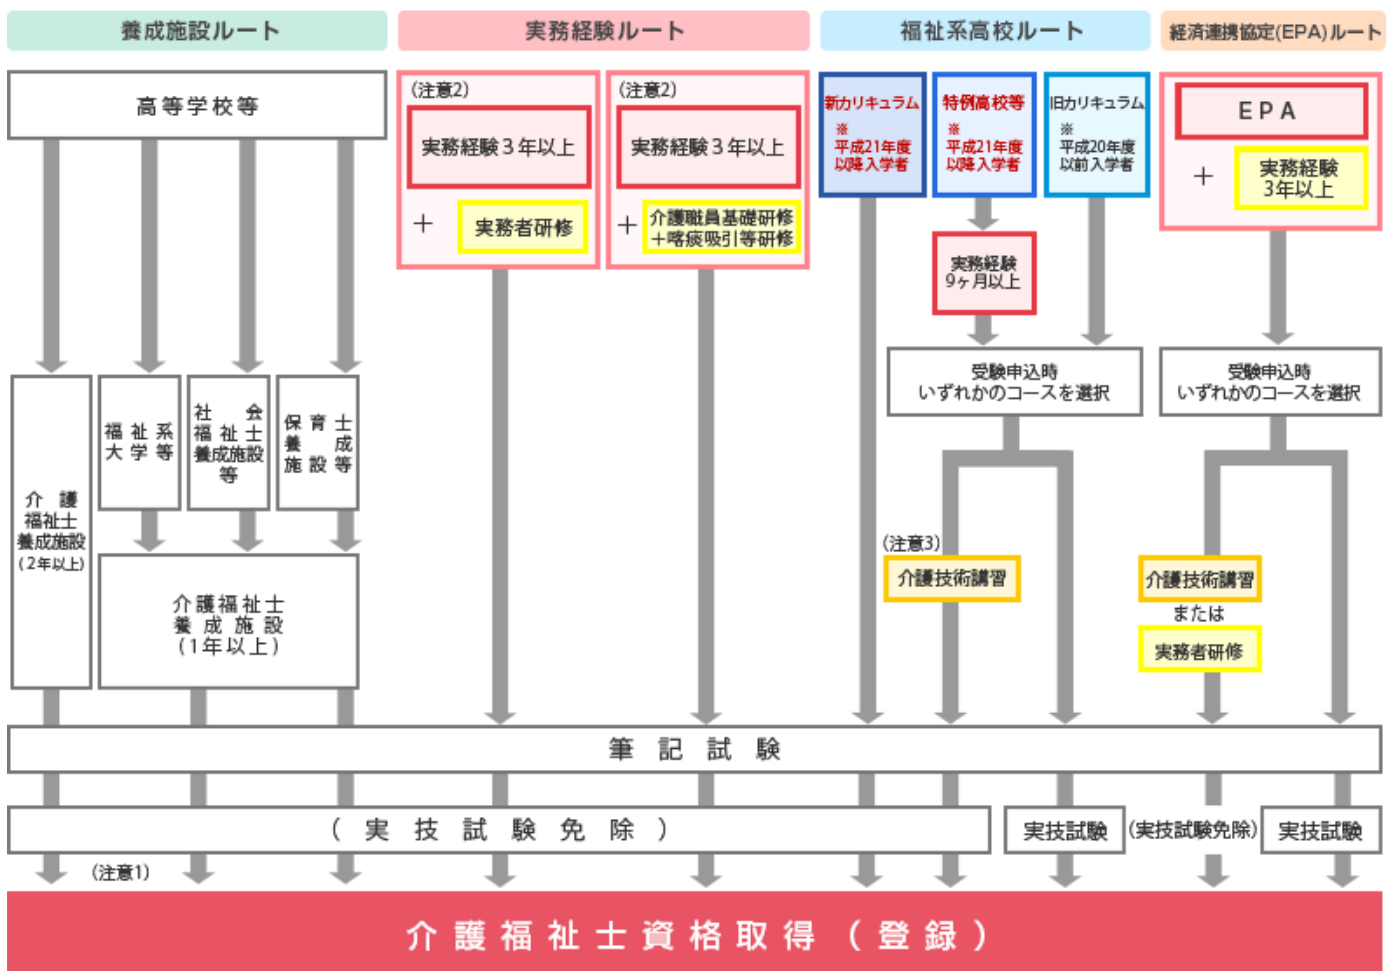 養成施設ルート
実務経験ルート
福祉系高校ルート
経済連携協定(EPA)ルート
高等学校等
(注意2)
実務経験3年以上
+
実務者研修
(注意2)
実務経験3年以上
+
介護職員基礎研修
+喀痰吸引等研修
新カリキュラム
※
平成21年度
以降入学者
特例高校等
※
平成21年度
以降入学者
旧カリキュラム
※
平成20年度
以前入学者
EPA
+
実務経験
3年以上
実務経験
9ヶ月以上
受験申込時
いずれかのコースを選択
受験申込時
いずれかのコースを選択
介護
福祉士
養成施設
(2年以上)
福祉系
大学等
社会
福祉士
養成施設
等
保育士
養成
施設等
介護福祉士
養成施設
(1年以上)
(注意3)
介護技術講習
介護技術講習
または
実務者研修
筆記試験
(実技試験免除)
実技試験
(実技試験免除)
実技試験
(注意1)
介護福祉士資格取得(登録)